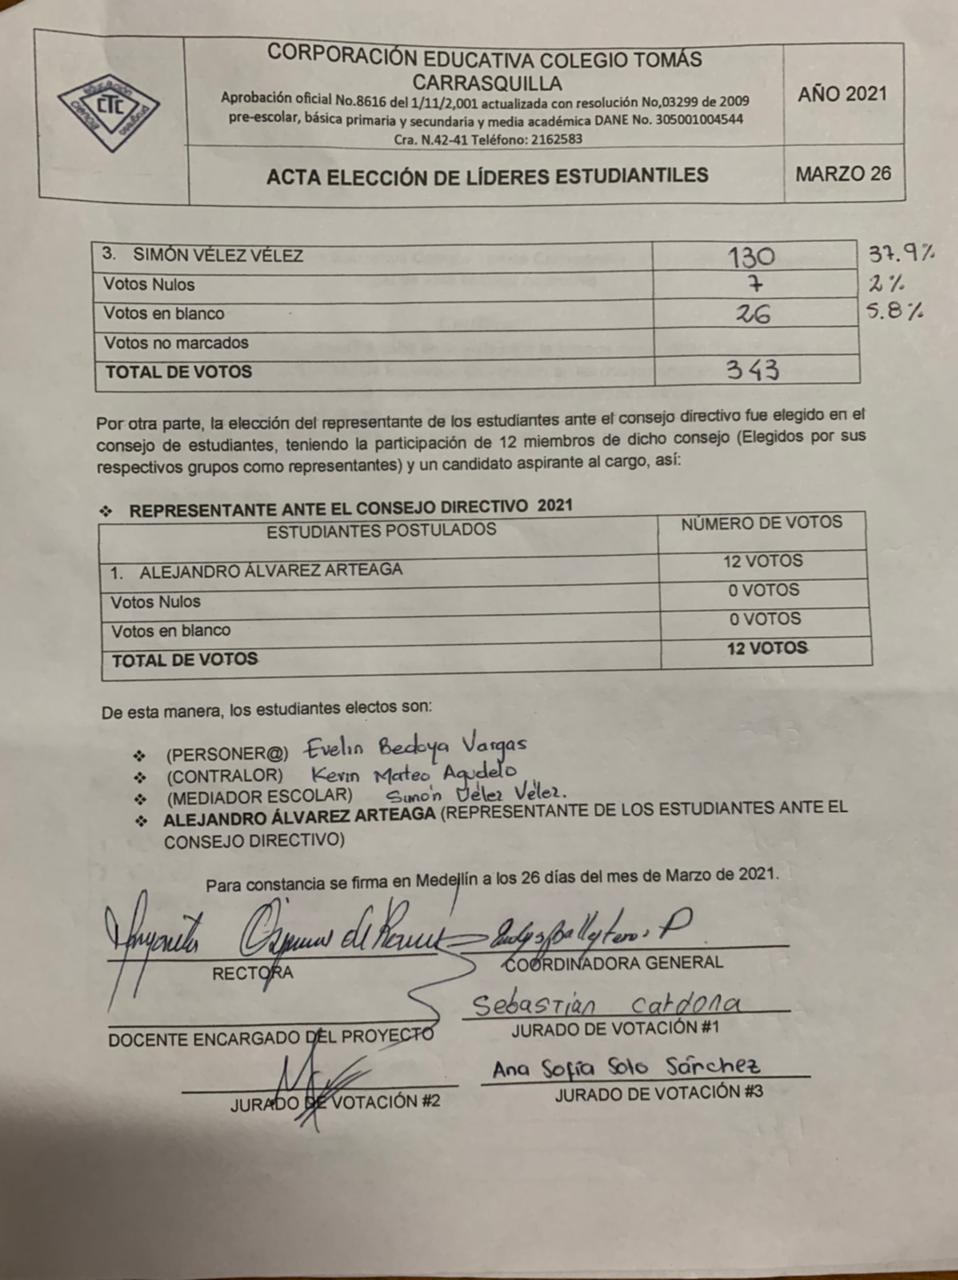 CORPORACIÓN EDUCATIVA COLEGIO TOMÁS
CARRASQUILLA
Aprobación oficial No.8616 del 1/11/2,001 actualizada con resolución No,03299 de 2009
pre-escolar, básica primaria y secundaria y media académica DANE No. 305001004544
Cra. N.42-41 Teléfono: 2162583
AÑO 2021
CTC
ACTA ELECCIÓN DE LÍDERES ESTUDIANTILES
MARZO 26
3. SIMÓN VÉLEZ VÉLEZ 130 37.9%
Votos Nulos 7 2%
Votos en blanco 26 5.8%
Votos no marcados
TOTAL DE VOTOS 343
Por otra parte, la elección del representante de los estudiantes ante el consejo directivo fue elegido en el
consejo de estudiantes, teniendo la participación de 12 miembros de dicho consejo (Elegidos por sus
respectivos grupos como representantes) y un candidato aspirante al cargo, así:
❖ REPRESENTANTE ANTE EL CONSEJO DIRECTIVO 2021
ESTUDIANTES POSTULADOS NÚMERO DE VOTOS
1. ALEJANDRO ÁLVAREZ ARTEAGA 12 VOTOS
Votos Nulos 0 VOTOS
Votos en blanco 0 VOTOS
TOTAL DE VOTOS 12 VOTOS
De esta manera, los estudiantes electos son:
❖ (PERSONER@) Evelin Bedoya Vargas
❖ (CONTRALOR) Kevin Mateo Agudelo
❖ (MEDIADOR ESCOLAR) Simón Vélez Vélez.
❖ ALEJANDRO ÁLVAREZ ARTEAGA (REPRESENTANTE DE LOS ESTUDIANTES ANTE EL
CONSEJO DIRECTIVO)
Para constancia se firma en Medellín a los 26 días del mes de Marzo de 2021.
RECTORA COORDINADORA GENERAL
Sebastián Cardona
DOCENTE ENCARGADO DEL PROYECTO JURADO DE VOTACIÓN #1
Ana Sofía Soto Sánchez
JURADO DE VOTACIÓN #2 JURADO DE VOTACIÓN #3